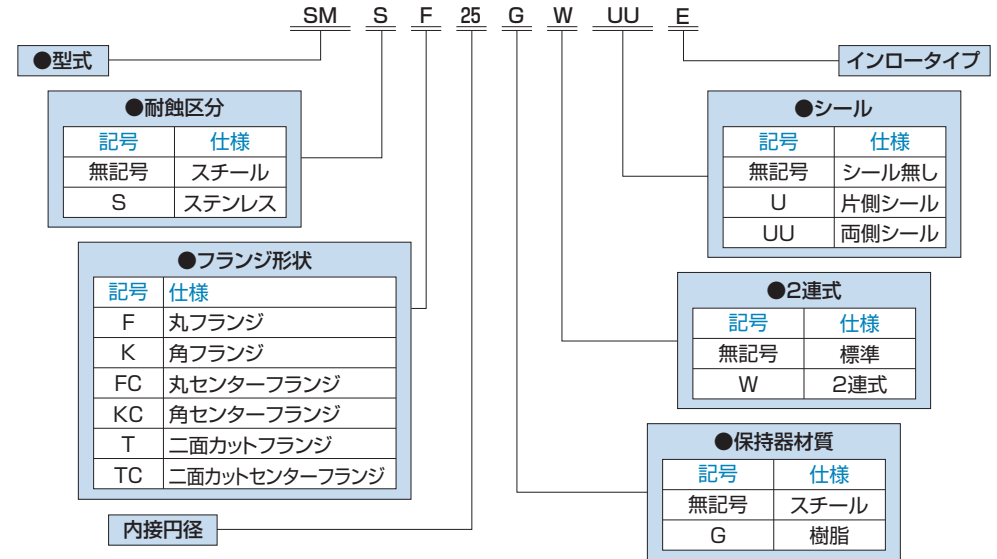 SM S F 25 G W UU E
●型式
インロータイプ
●耐蝕区分
記号 仕様
無記号 スチール
S ステンレス
●シール
記号 仕様
無記号 シール無し
U 片側シール
UU 両側シール
●フランジ形状
記号 仕様
F 丸フランジ
K 角フランジ
FC 丸センターフランジ
KC 角センターフランジ
T 二面カットフランジ
TC 二面カットセンターフランジ
●2連式
記号 仕様
無記号 標準
W 2連式
●保持器材質
記号 仕様
無記号 スチール
G 樹脂
内接円径